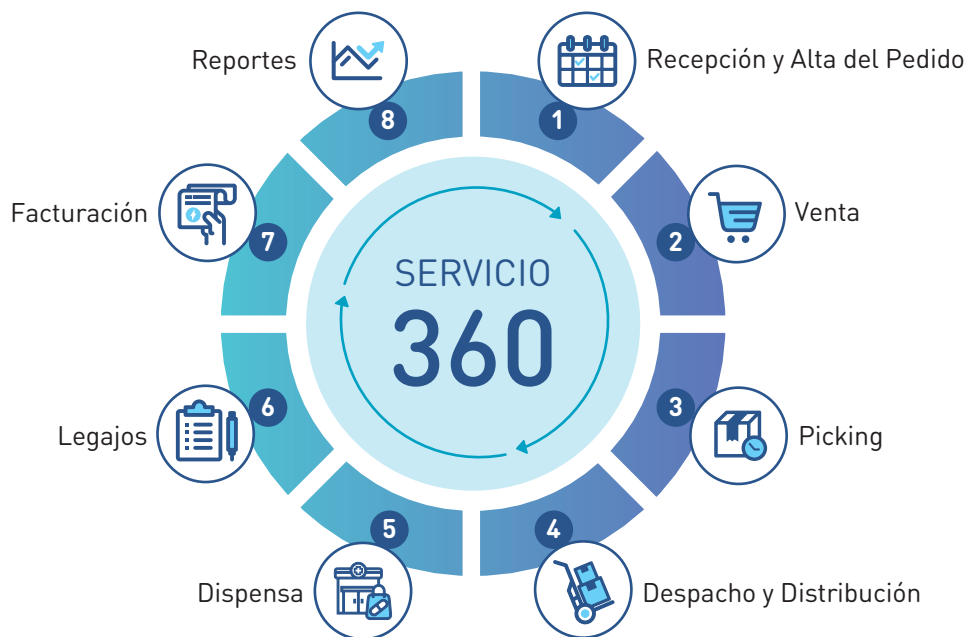 SERVICIO
360
1
Recepción y Alta del Pedido
2
Venta
3
Picking
4
Despacho y Distribución
5
Dispensa
6
Legajos
7
Facturación
8
Reportes